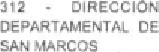 312 - DIRECCIÓN
DEPARTAMENTAL DE
SAN MARCOS